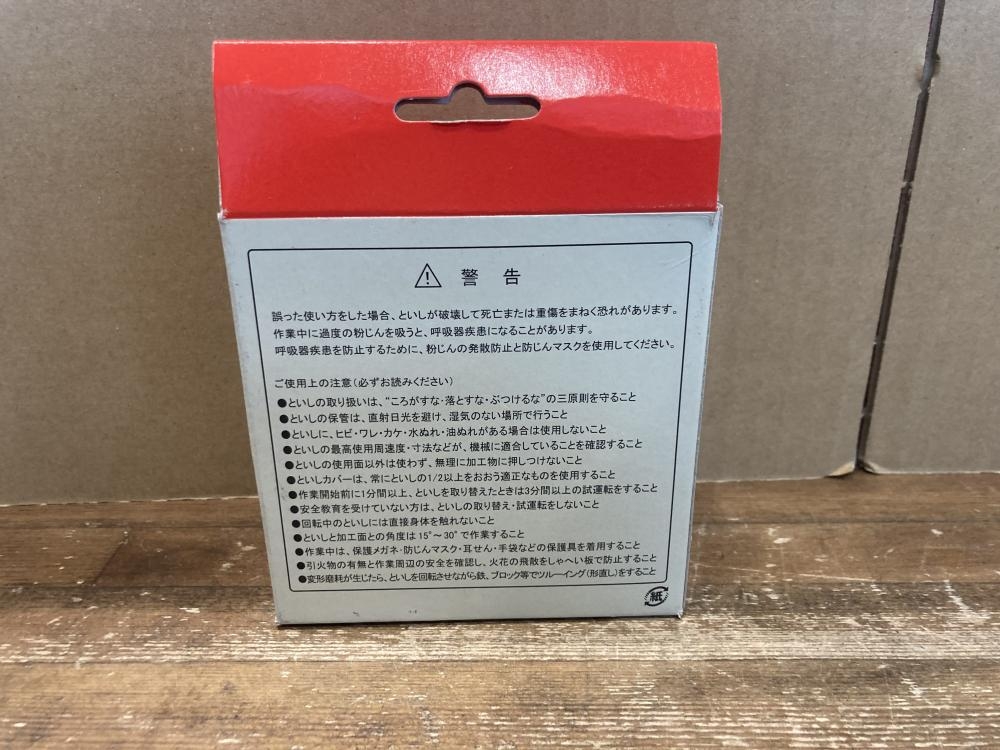 警告
誤った使い方をした場合、といしが破壊して死亡または重傷をまねく恐れがあります。
作業中に過度の粉じんを吸うと、呼吸器疾患になることがあります。
呼吸器疾患を防止するために、粉じんの発散防止と防じんマスクを使用してください。
ご使用上の注意(必ずお読みください)
●といしの取り扱いは、“ころがすな・落とすな・ぶつけるな”の三原則を守ること
●といしの保管は、直射日光を避け、湿気のない場所で行うこと
●といしに、ヒビ・ワレ・カケ・水ぬれ・油ぬれがある場合は使用しないこと
●といしの最高使用周速度・寸法などが、機械に適合していることを確認すること
●といしの使用面以外は使わず、無理に加工物に押しつけないこと
●といしカバーは、常にといしの1/2以上をおおう適正なものを使用すること
●作業開始前に1分間以上、といしを取り替えたときは3分間以上の試運転をすること
●安全教育を受けていない方は、といしの取り替え・試運転をしないこと
●回転中のといしには直接身体を触れないこと
●といしと加工面との角度は15°～30°で作業すること
●作業中は、保護メガネ・防じんマスク・耳せん・手袋などの保護具を着用すること
●引火物の有無と作業周辺の安全を確認し、火花の飛散をしゃへい板で防止すること
●変形磨耗が生じたら、といしを回転させながら鉄、ブロック等でツルーイング(形直し)をすること
紙